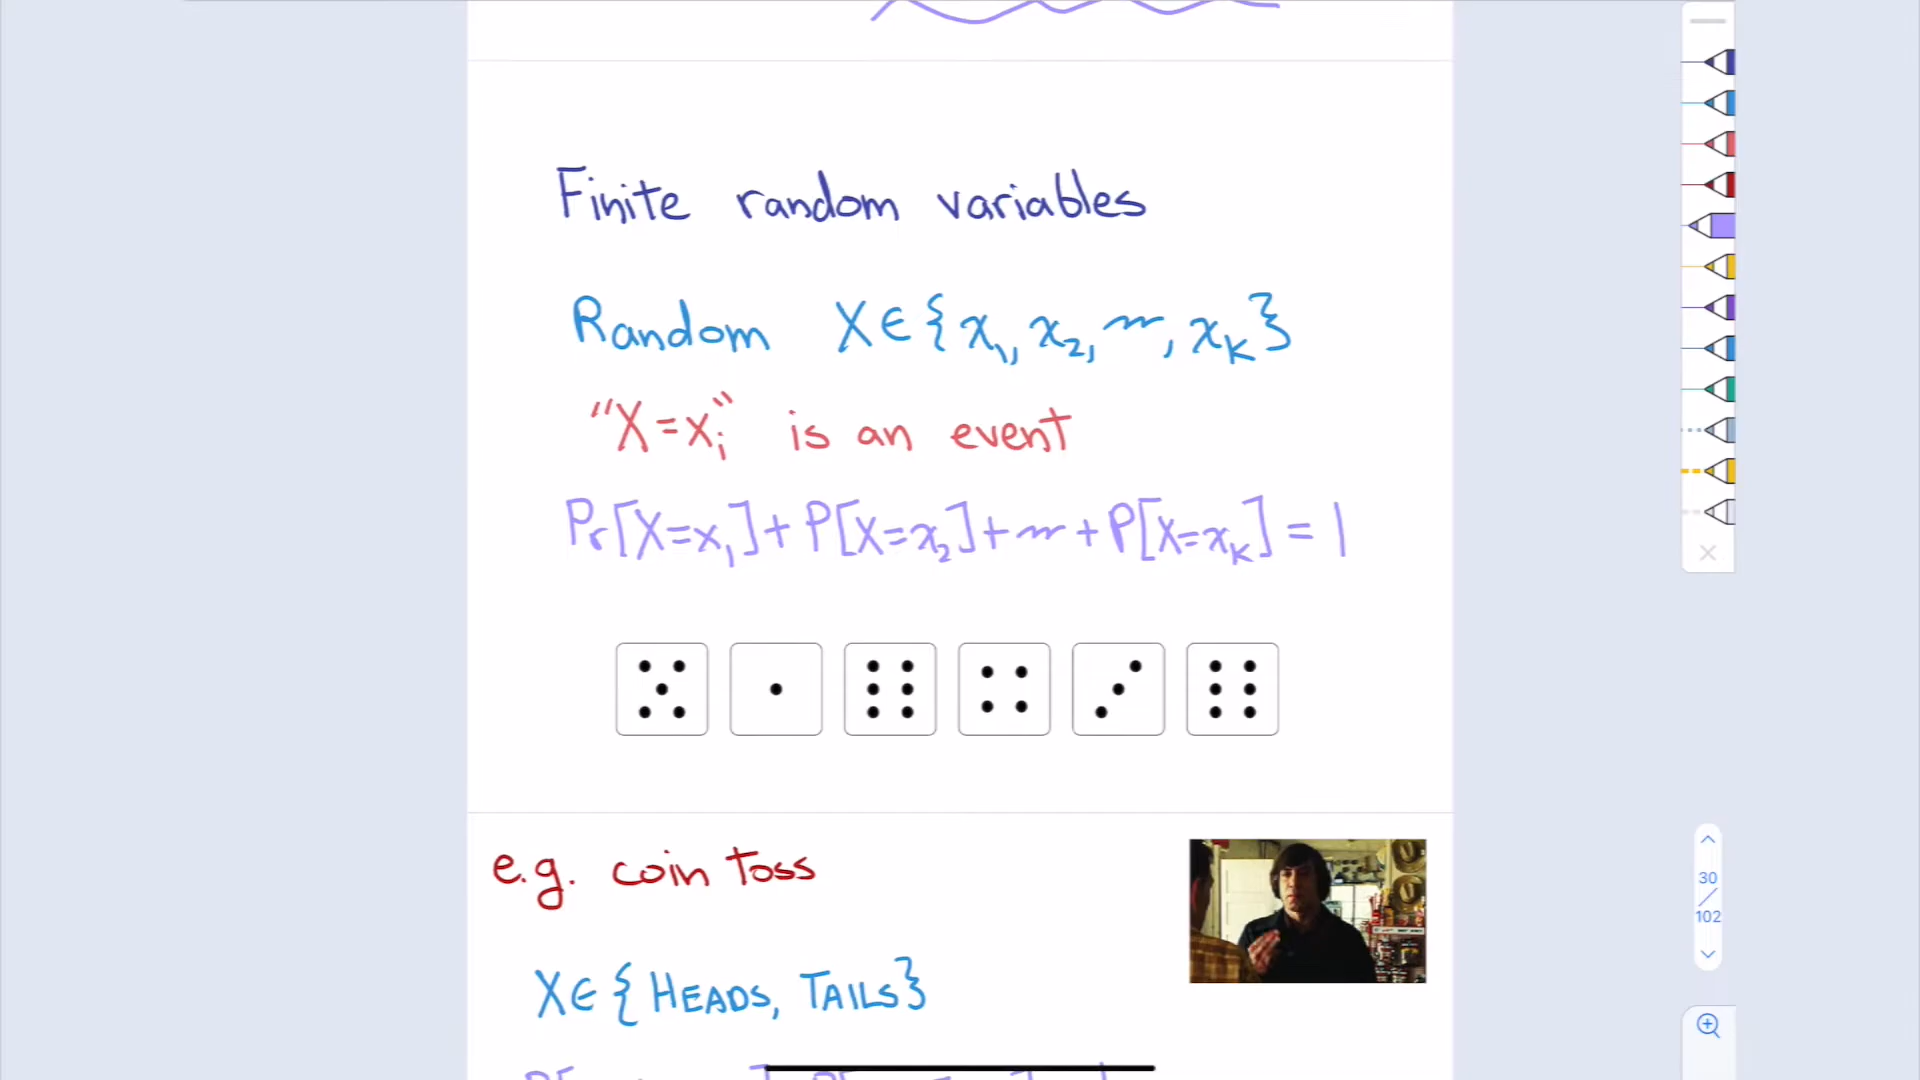 Finite random variables
Random X∈{x₁, x₂, ..., xₖ}
"X=xᵢ" is an event
Pr[X=x₁]+P[X=x₂]+...+P[X=xₖ]=1
e.g. coin toss
X∈{HEADS, TAILS}
30
/
102